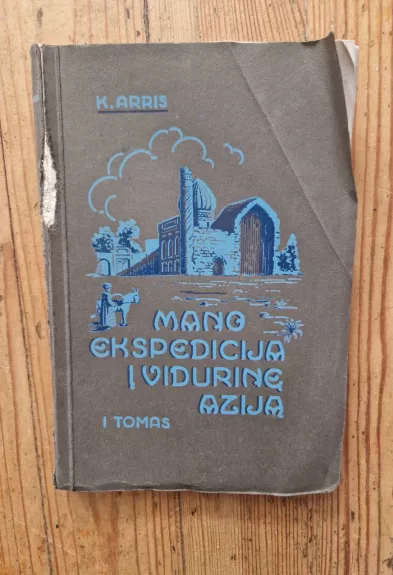 K. ARRIS
MANO
EKSPEDICIJA
Į VIDURINĘ
AZIJĄ
I TOMAS